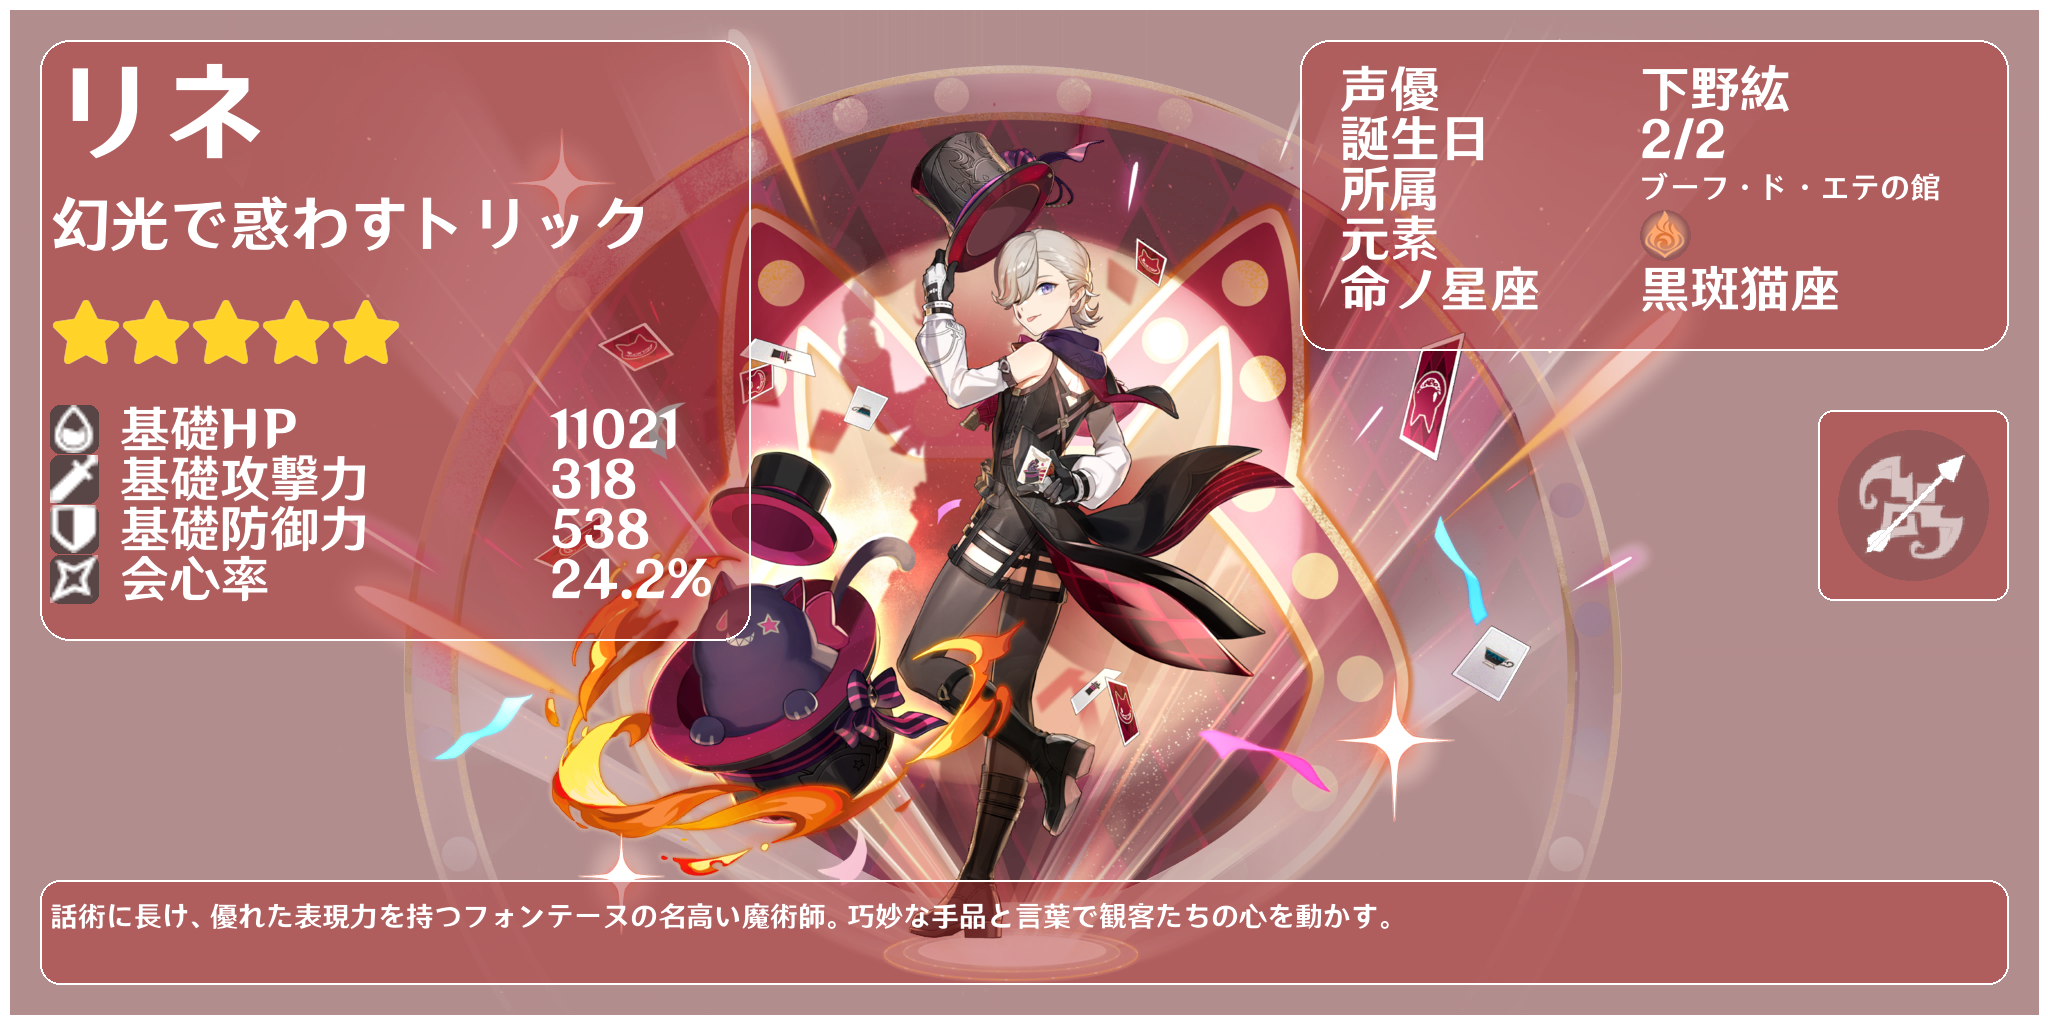 リネ
幻光で惑わすトリック
基礎HP 11021
基礎攻撃力 318
基礎防御力 538
会心率 24.2%
声優 下野紘
誕生日 2/2
所属 ブーフ・ド・エテの館
元素
命ノ星座 黒斑猫座
話術に長け、優れた表現力を持つフォンテーヌの名高い魔術師。巧妙な手品と言葉で観客たちの心を動かす。